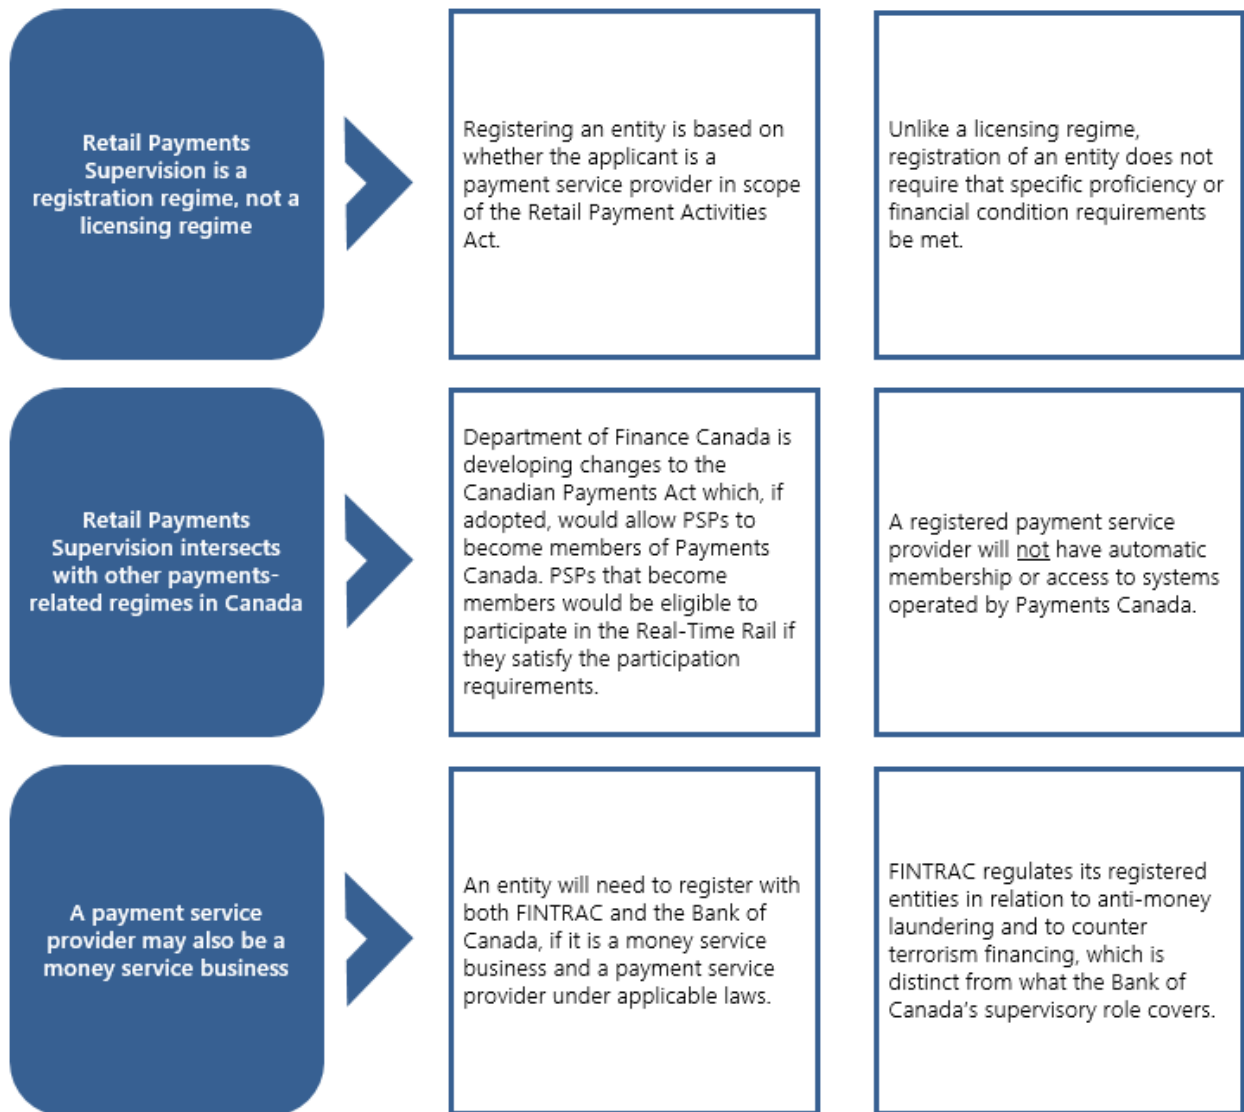 Retail Payments
Supervision is a
registration regime, not a
licensing regime
Registering an entity is based on
whether the applicant is a
payment service provider in scope
of the Retail Payment Activities
Act.
Unlike a licensing regime,
registration of an entity does not
require that specific proficiency or
financial condition requirements
be met.
Retail Payments
Supervision intersects
with other payments-
related regimes in Canada
Department of Finance Canada is
developing changes to the
Canadian Payments Act which, if
adopted, would allow PSPs to
become members of Payments
Canada. PSPs that become
members would be eligible to
participate in the Real-Time Rail if
they satisfy the participation
requirements.
A registered payment service
provider will not have automatic
membership or access to systems
operated by Payments Canada.
A payment service
provider may also be a
money service business
An entity will need to register with
both FINTRAC and the Bank of
Canada, if it is a money service
business and a payment service
provider under applicable laws.
FINTRAC regulates its registered
entities in relation to anti-money
laundering and to counter
terrorism financing, which is
distinct from what the Bank of
Canada's supervisory role covers.